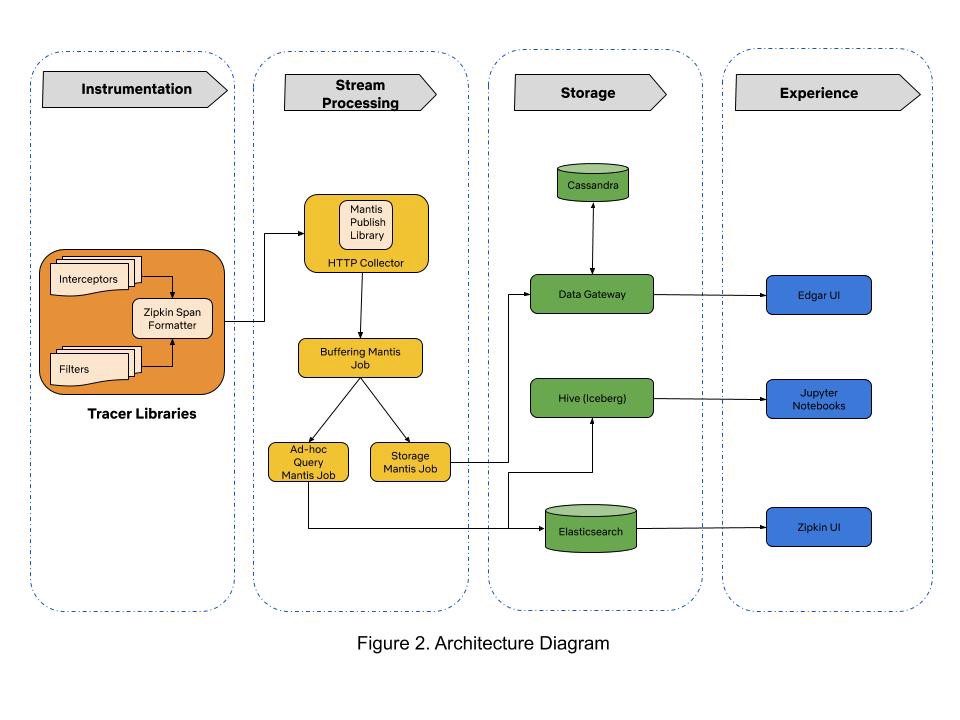 Instrumentation
Stream
Processing
Storage
Experience
Cassandra
Mantis
Publish
Library
HTTP Collector
Interceptors
Zipkin Span
Formatter
Filters
Tracer Libraries
Data Gateway
Edgar UI
Buffering Mantis
Job
Hive (Iceberg)
Jupyter
Notebooks
Ad-hoc
Query
Mantis Job
Storage
Mantis Job
Elasticsearch
Zipkin UI
Figure 2. Architecture Diagram